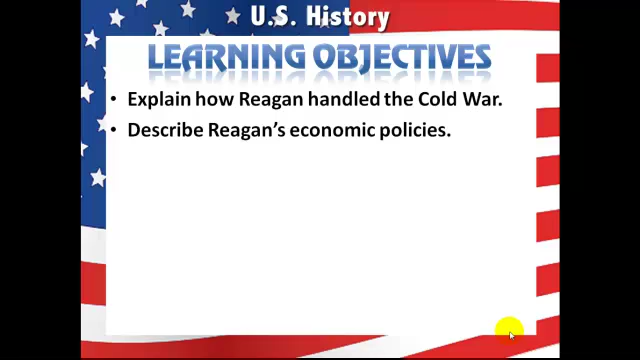 U.S. History
LEARNING OBJECTIVES
• Explain how Reagan handled the Cold War.
• Describe Reagan's economic policies.